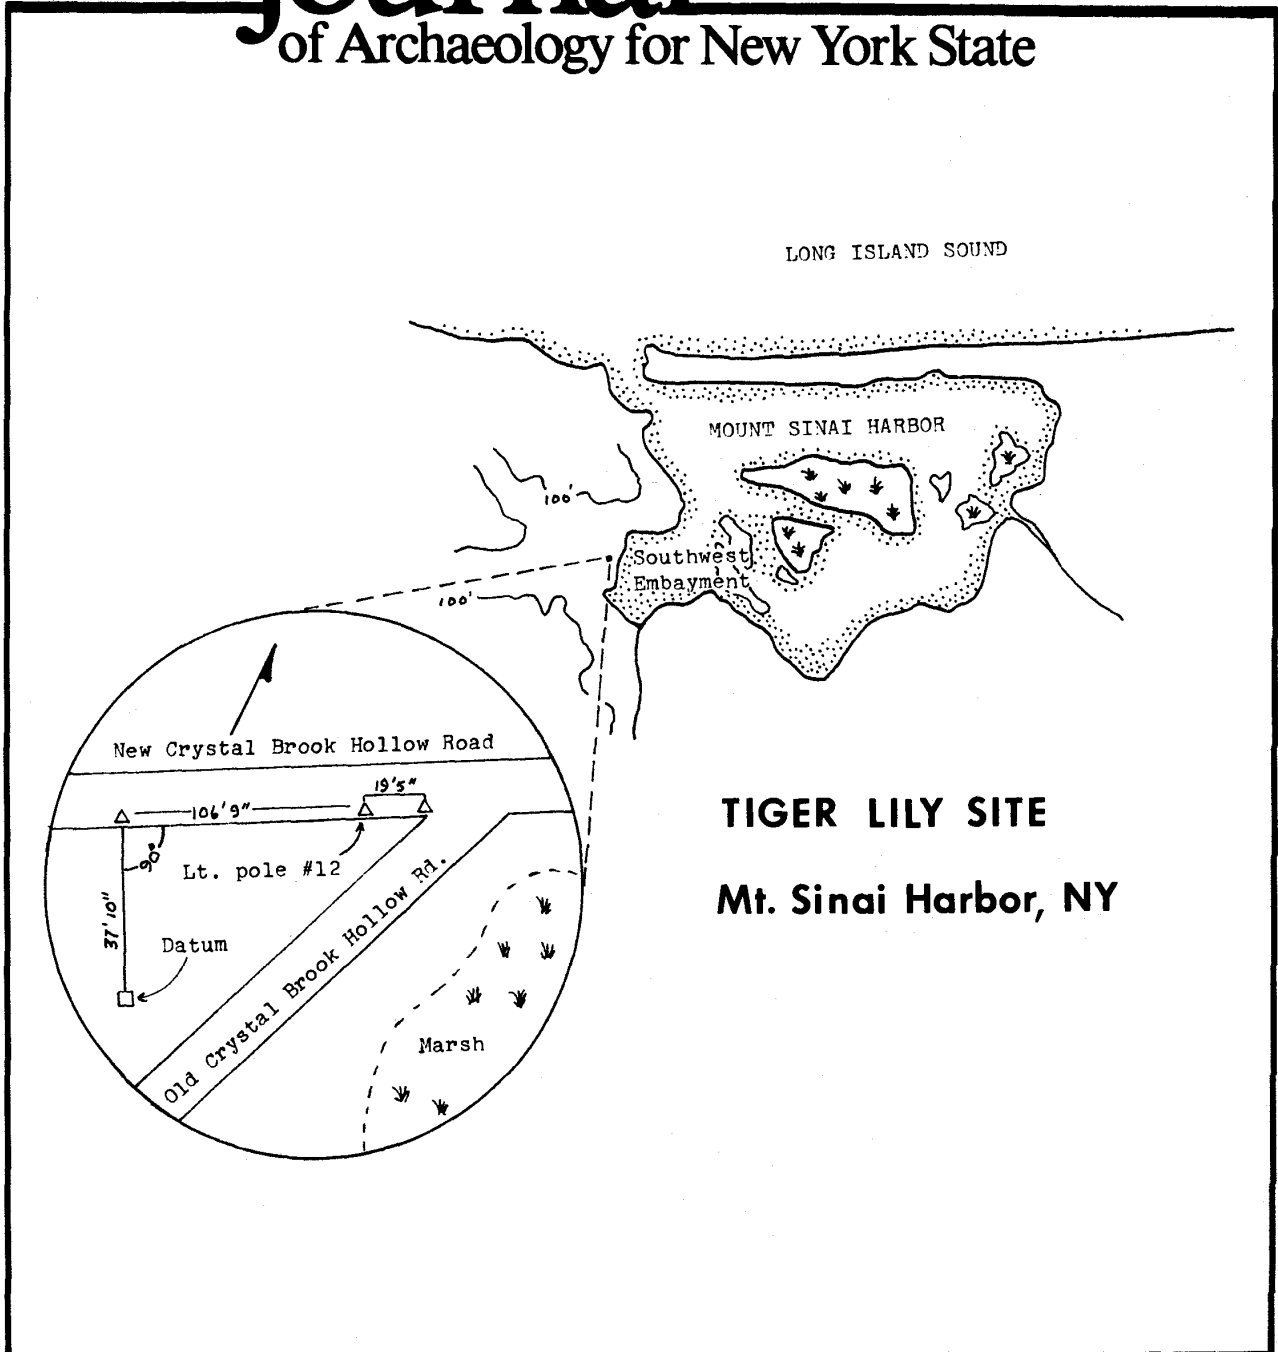 Journal
of Archaeology for New York State
LONG ISLAND SOUND
MOUNT SINAI HARBOR
100'
Southwest
Embayment
100'
New Crystal Brook Hollow Road
19'5"
106'9"
90°
Lt. pole #12
37'10"
Datum
Old Crystal Brook Hollow Rd.
Marsh
TIGER LILY SITE
Mt. Sinai Harbor, NY